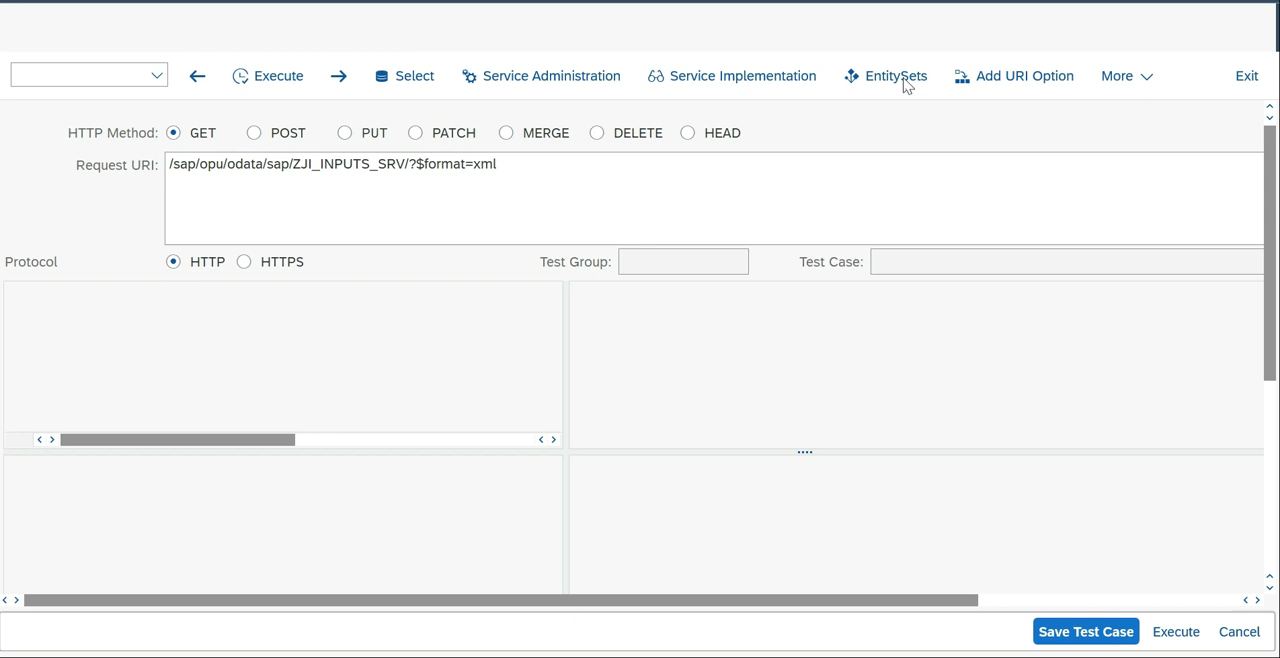 Execute Select Service Administration Service Implementation EntitySets Add URI Option More Exit
HTTP Method: GET POST PUT PATCH MERGE DELETE HEAD
Request URI: /sap/opu/odata/sap/ZJI_INPUTS_SRV/?$format=xml
Protocol HTTP HTTPS Test Group: Test Case:
Save Test Case Execute Cancel